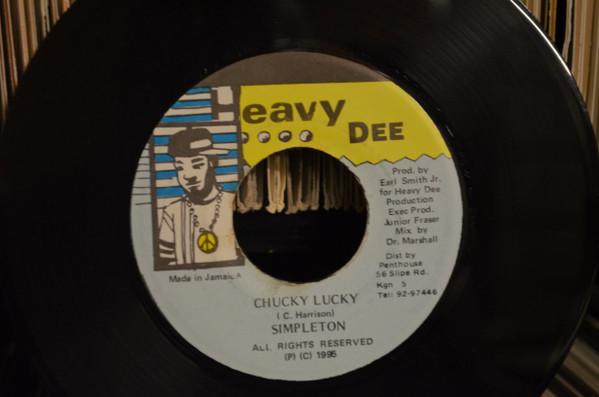 Heavy
DEE
Prod. by
Earl Smith Jr.
for Heavy Dee
Production
Exec Prod.
Junior Fraser
Mix by
Dr. Marshall
Dist by
Penthouse
56 Slipe Rd.
Kgn 5
Tel: 92-97446
Made in Jamaica
CHUCKY LUCKY
( C. Harrison)
SIMPLETON
ALL RIGHTS RESERVED
(P) (C) 1995